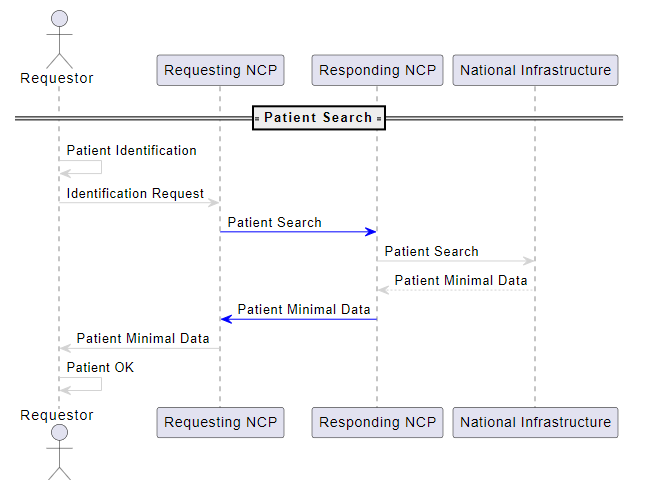 Requestor
Requesting NCP
Responding NCP
National Infrastructure
Patient Search
Patient Identification
Identification Request
Patient Search
Patient Search
Patient Minimal Data
Patient Minimal Data
Patient Minimal Data
Patient OK
Requestor
Requesting NCP
Responding NCP
National Infrastructure